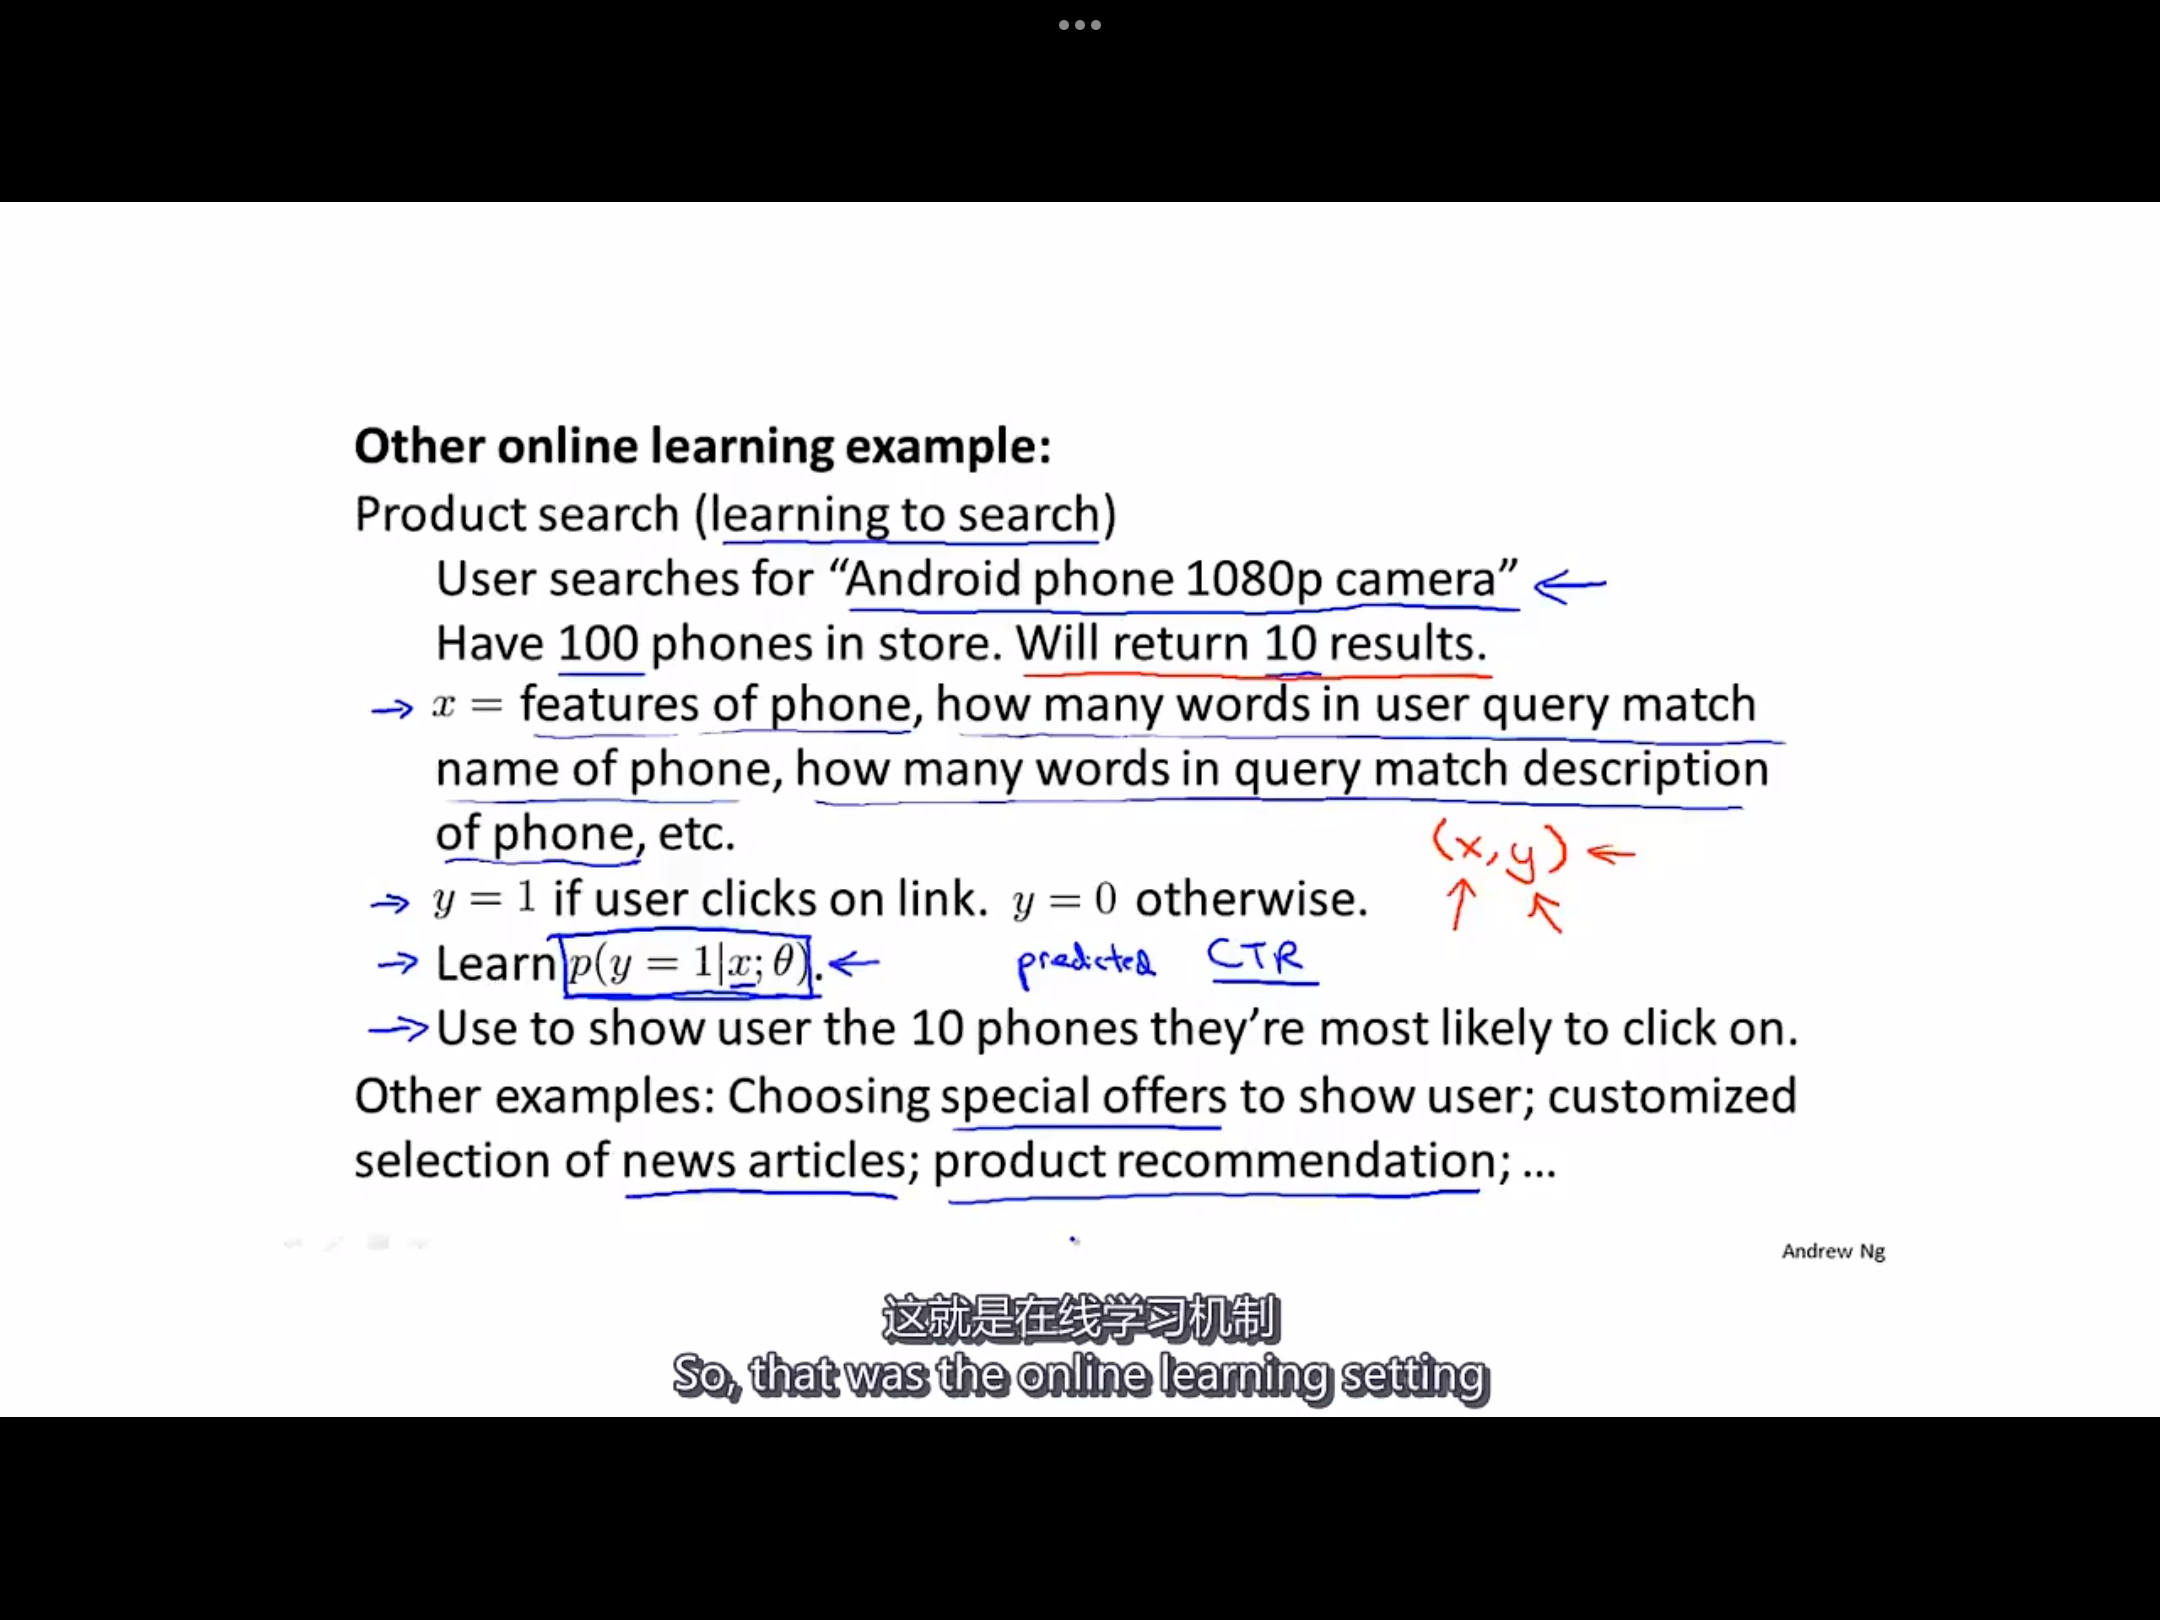 Other online learning example:
Product search (learning to search)
User searches for “Android phone 1080p camera”
Have 100 phones in store. Will return 10 results.
x = features of phone, how many words in user query match
name of phone, how many words in query match description
of phone, etc.
(x, y)
y = 1 if user clicks on link. y = 0 otherwise.
Learn p(y = 1|x; θ). predicted CTR
Use to show user the 10 phones they’re most likely to click on.
Other examples: Choosing special offers to show user; customized
selection of news articles; product recommendation; ...
Andrew Ng
这就是在线学习机制
So, that was the online learning setting